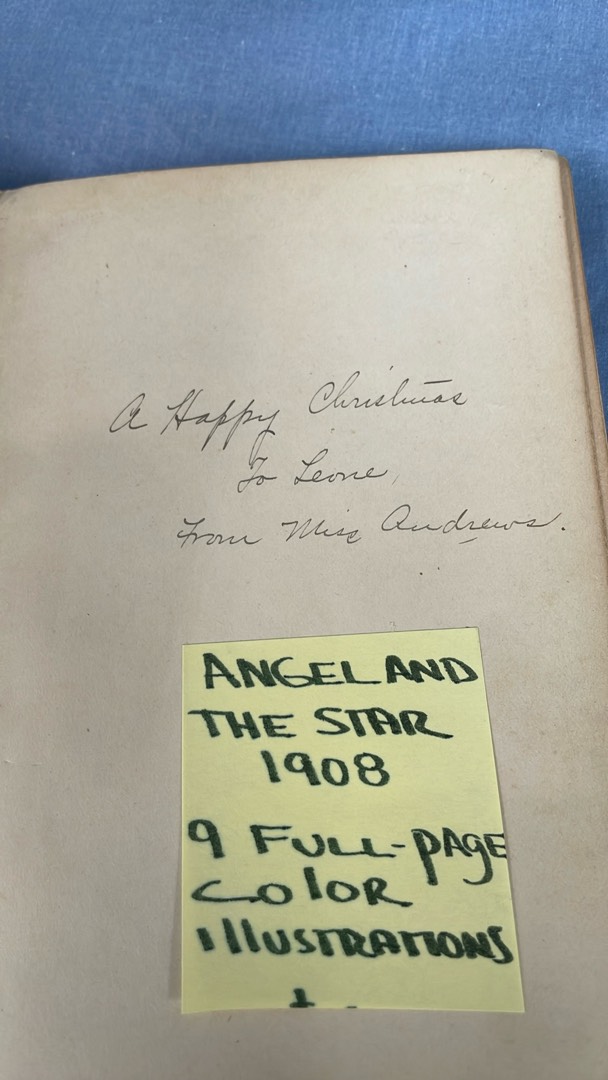 A Happy Christmas
To Leone,
From Miss Andrews.
ANGEL AND
THE STAR
1908
9 FULL-PAGE
COLOR
ILLUSTRATIONS